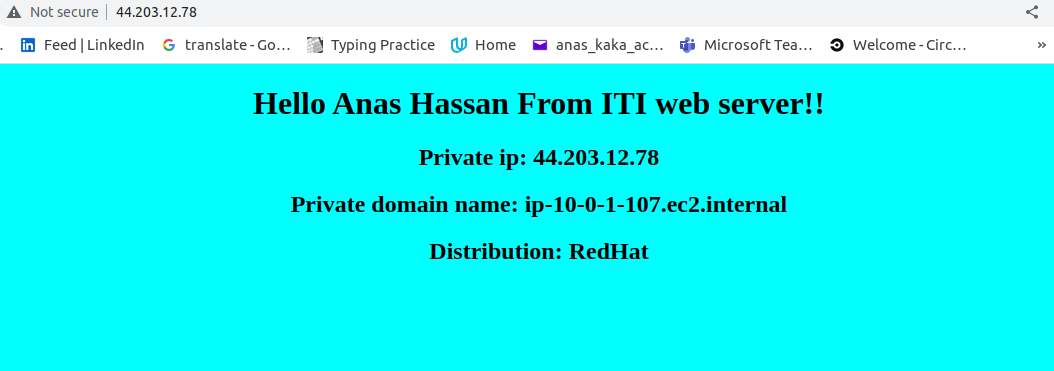 Not secure 44.203.12.78
. Feed | LinkedIn translate - Go... Typing Practice Home anas_kaka_ac... Microsoft Tea... Welcome - Circ... »
Hello Anas Hassan From ITI web server!!
Private ip: 44.203.12.78
Private domain name: ip-10-0-1-107.ec2.internal
Distribution: RedHat